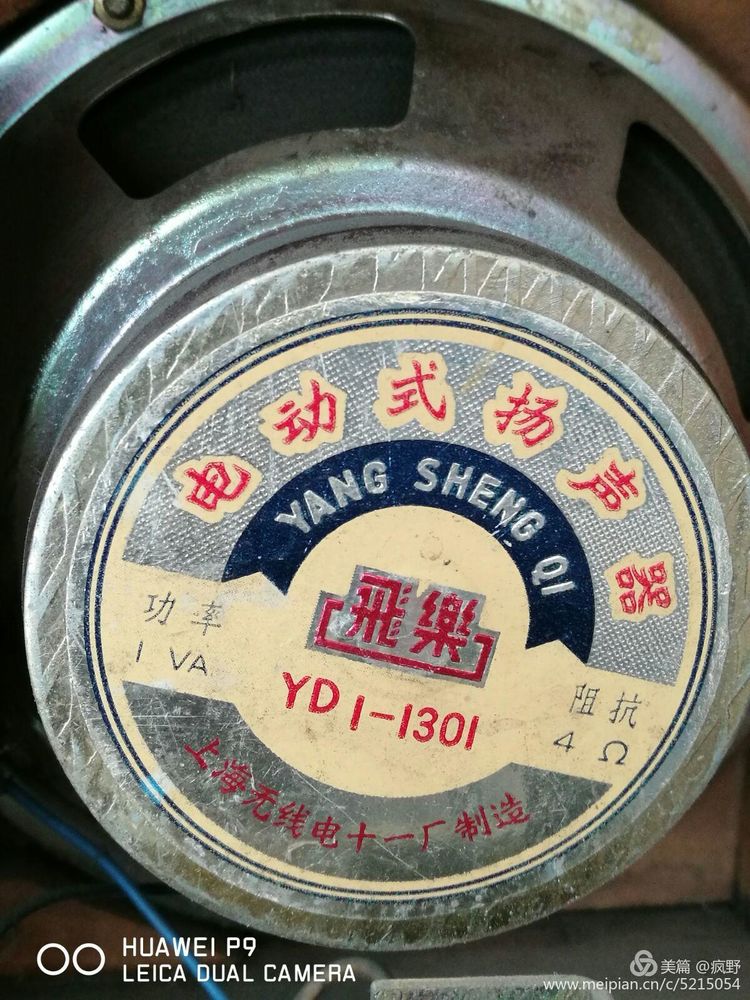 电动式扬声器
YANG SHENG QI
飛樂
功率
1 VA
YD1-1301
阻抗
4 Ω
上海无线电十一厂制造
HUAWEI P9
LEICA DUAL CAMERA
美篇 @疯野
www.meipian.cn/c/5215054